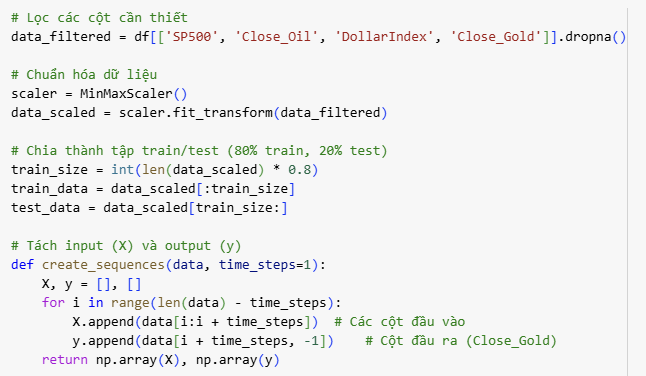 # Lọc các cột cần thiết
data_filtered = df[['SP500', 'Close_Oil', 'DollarIndex', 'Close_Gold']].dropna()
# Chuẩn hóa dữ liệu
scaler = MinMaxScaler()
data_scaled = scaler.fit_transform(data_filtered)
# Chia thành tập train/test (80% train, 20% test)
train_size = int(len(data_scaled) * 0.8)
train_data = data_scaled[:train_size]
test_data = data_scaled[train_size:]
# Tách input (X) và output (y)
def create_sequences(data, time_steps=1):
    X, y = [], []
    for i in range(len(data) - time_steps):
        X.append(data[i:i + time_steps])  # Các cột đầu vào
        y.append(data[i + time_steps, -1])    # Cột đầu ra (Close_Gold)
    return np.array(X), np.array(y)